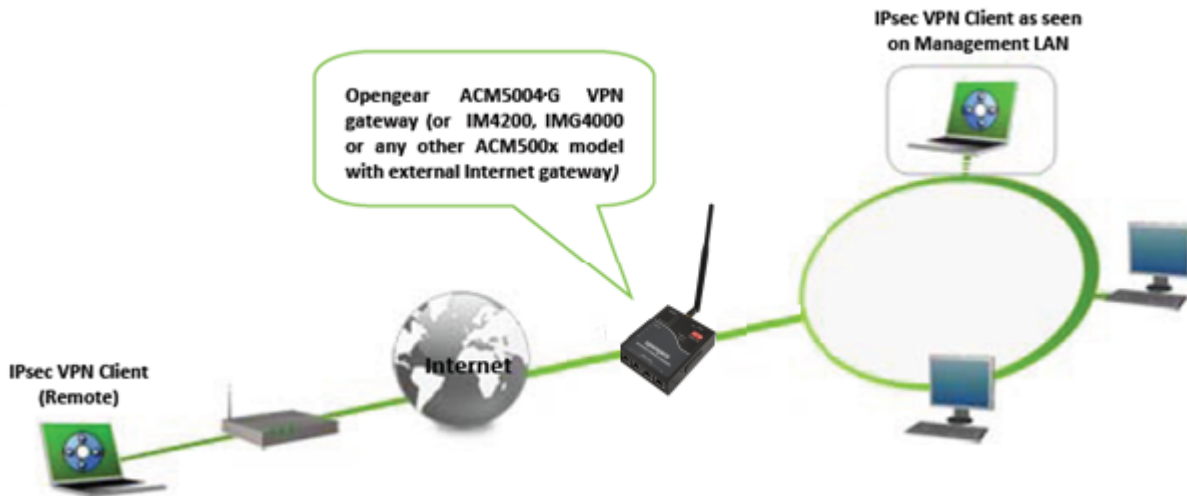 IPsec VPN Client as seen
on Management LAN
Opengear ACM5004-G VPN
gateway (or IM4200, IMG4000
or any other ACM500x model
with external Internet gateway)
Internet
IPsec VPN Client
(Remote)